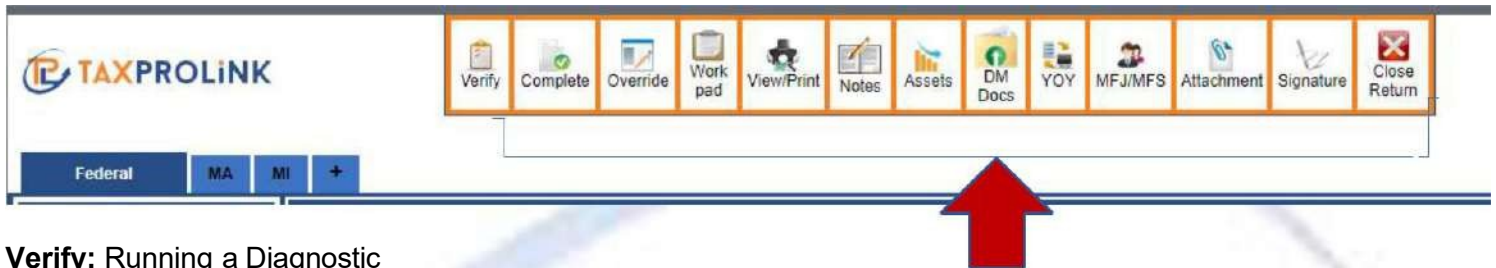 TAXPROLINK
Verify Complete Override Work pad View/Print Notes Assets DM Docs YOY MFJ/MFS Attachment Signature Close Return
Federal MA MI +
Verify: Running a Diagnostic